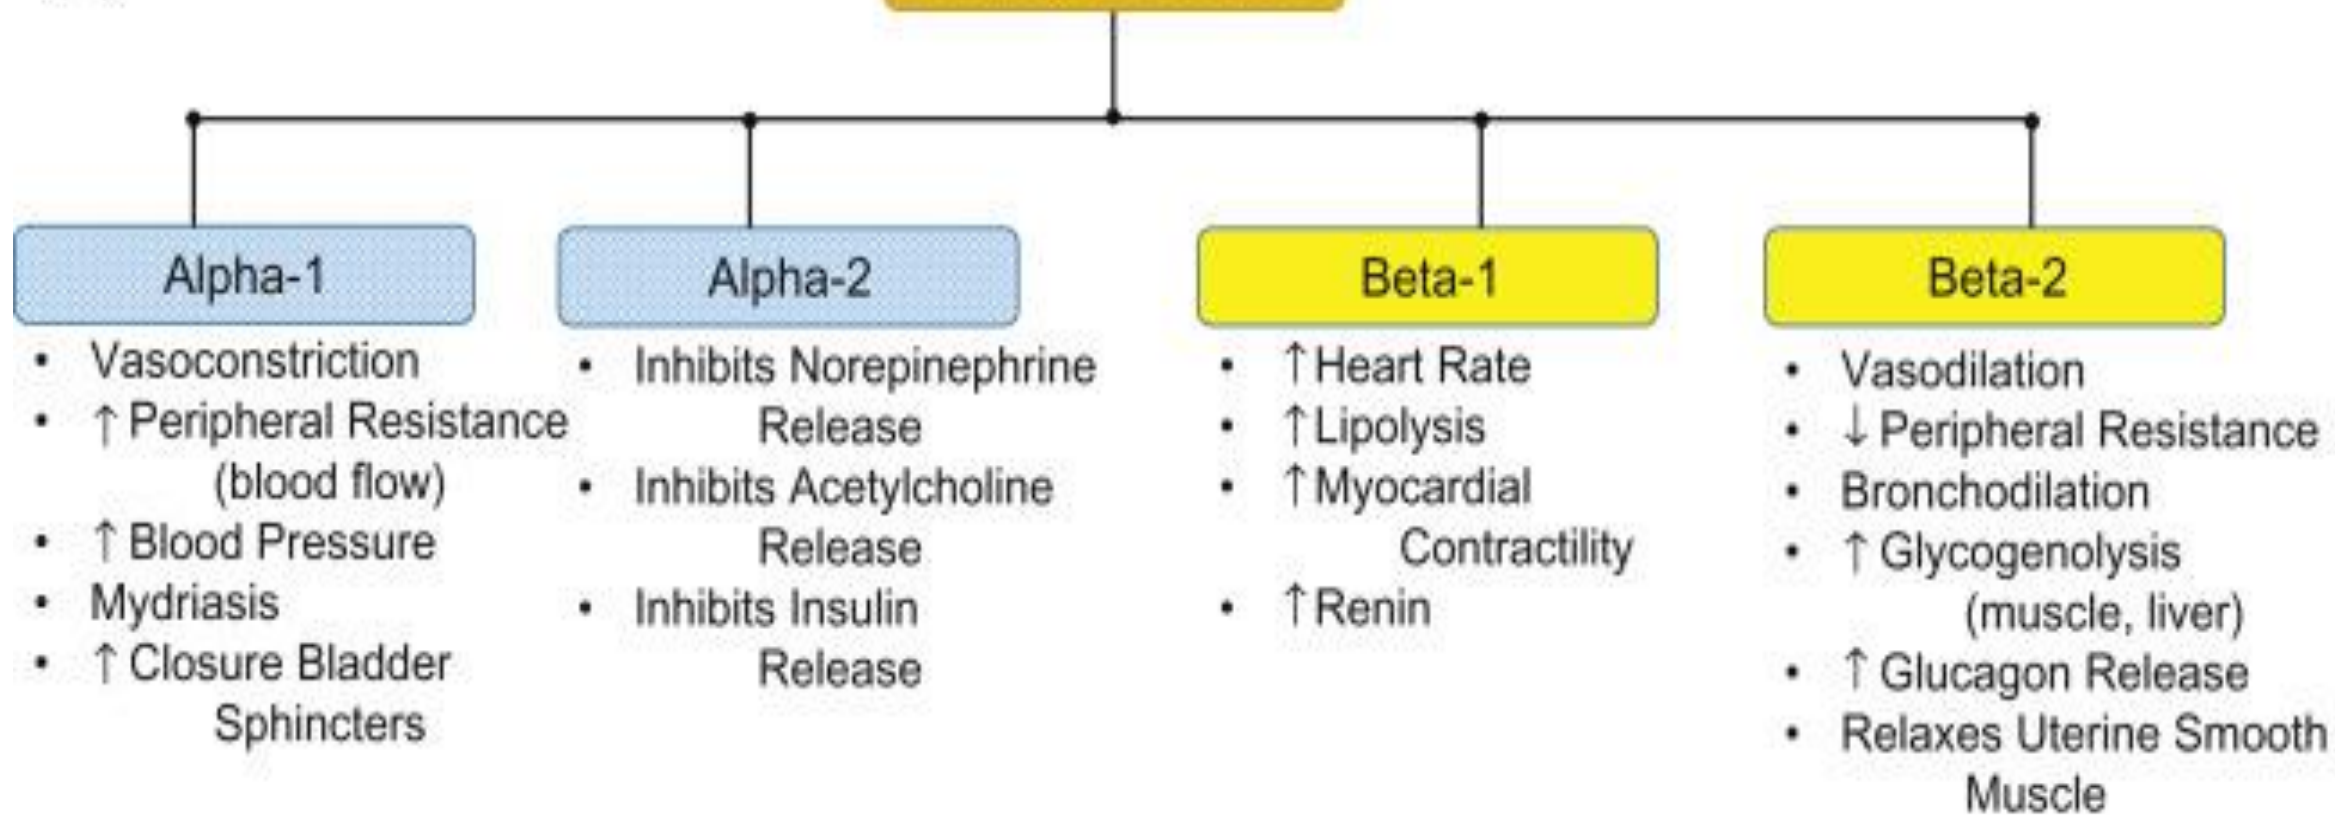 Alpha-1
• Vasoconstriction
• ↑ Peripheral Resistance
(blood flow)
• ↑ Blood Pressure
• Mydriasis
• ↑ Closure Bladder
Sphincters
Alpha-2
• Inhibits Norepinephrine
Release
• Inhibits Acetylcholine
Release
• Inhibits Insulin
Release
Beta-1
• ↑ Heart Rate
• ↑ Lipolysis
• ↑ Myocardial
Contractility
• ↑ Renin
Beta-2
• Vasodilation
• ↓ Peripheral Resistance
• Bronchodilation
• ↑ Glycogenolysis
(muscle, liver)
• ↑ Glucagon Release
• Relaxes Uterine Smooth
Muscle